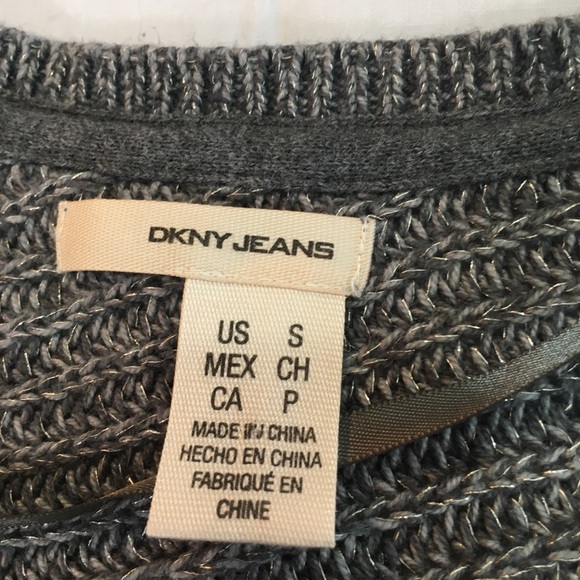 DKNY JEANS
US S
MEX CH
CA P
MADE IN CHINA
HECHO EN CHINA
FABRIQUÉ EN
CHINE